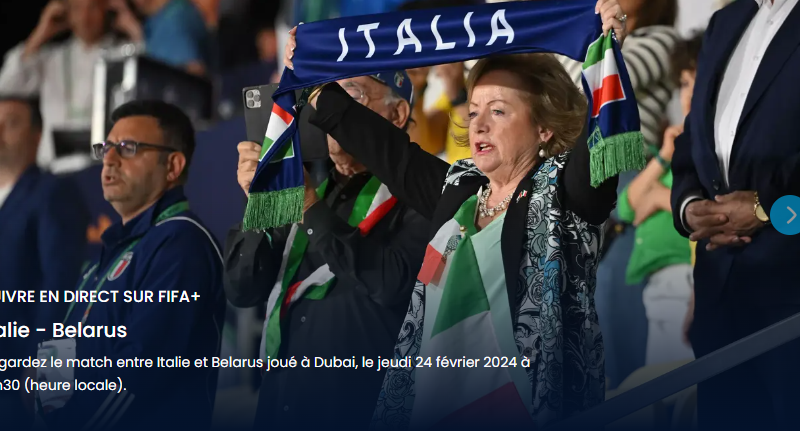 ITALIA
IVRE EN DIRECT SUR FIFA+
alie - Belarus
gardez le match entre Italie et Belarus joué à Dubai, le jeudi 24 février 2024 à
h30 (heure locale).